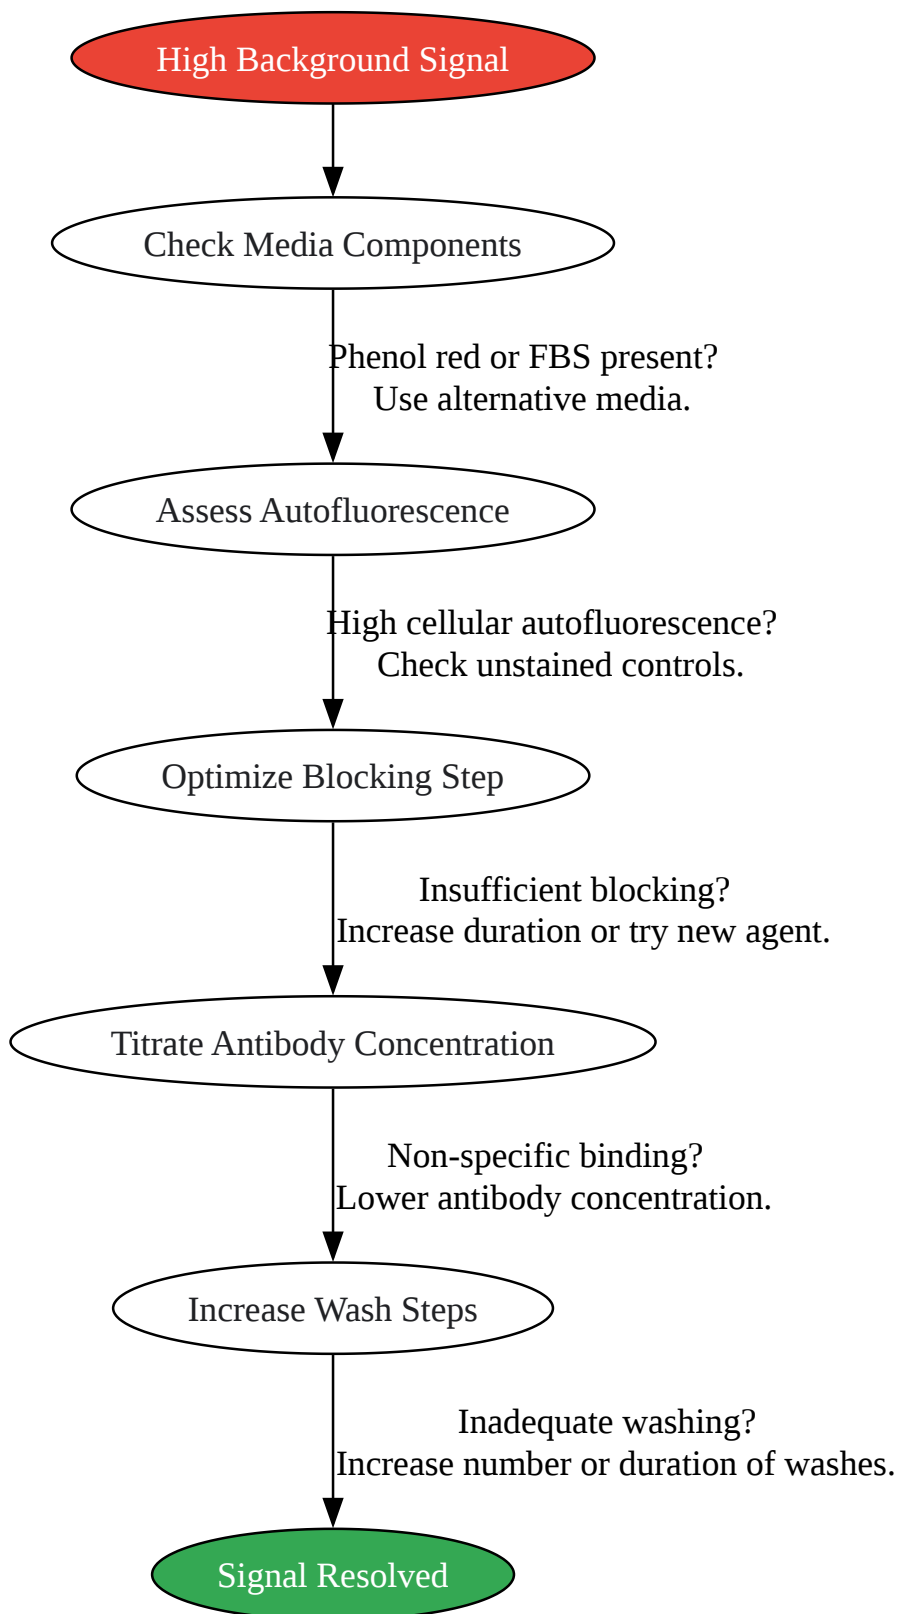 High Background Signal
Check Media Components
Phenol red or FBS present?
Use alternative media.
Assess Autofluorescence
High cellular autofluorescence?
Check unstained controls.
Optimize Blocking Step
Insufficient blocking?
Increase duration or try new agent.
Titrate Antibody Concentration
Non-specific binding?
Lower antibody concentration.
Increase Wash Steps
Inadequate washing?
Increase number or duration of washes.
Signal Resolved